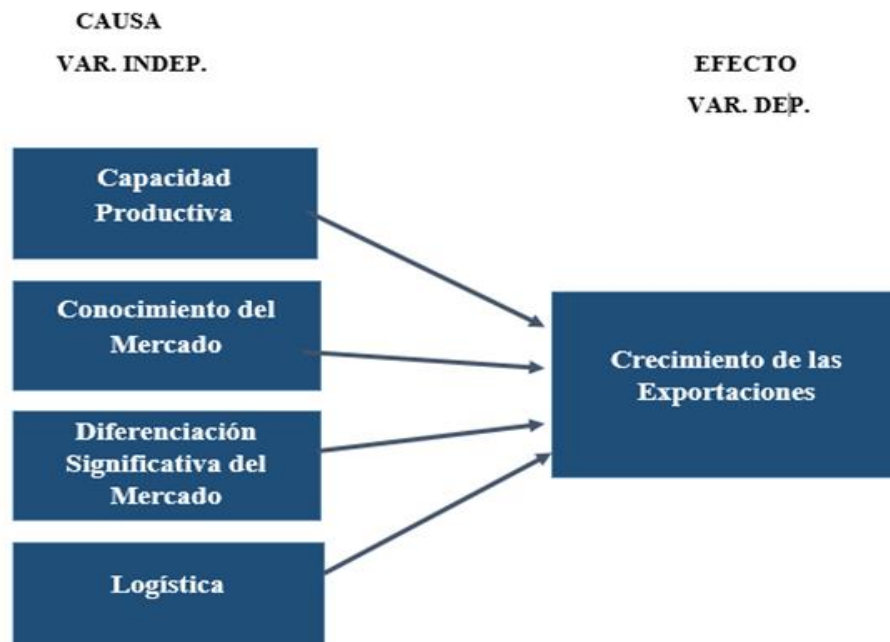 CAUSA
VAR. INDEP.
EFECTO
VAR. DEP.
Capacidad
Productiva
Conocimiento del
Mercado
Diferenciación
Significativa del
Mercado
Logística
Crecimiento de las
Exportaciones